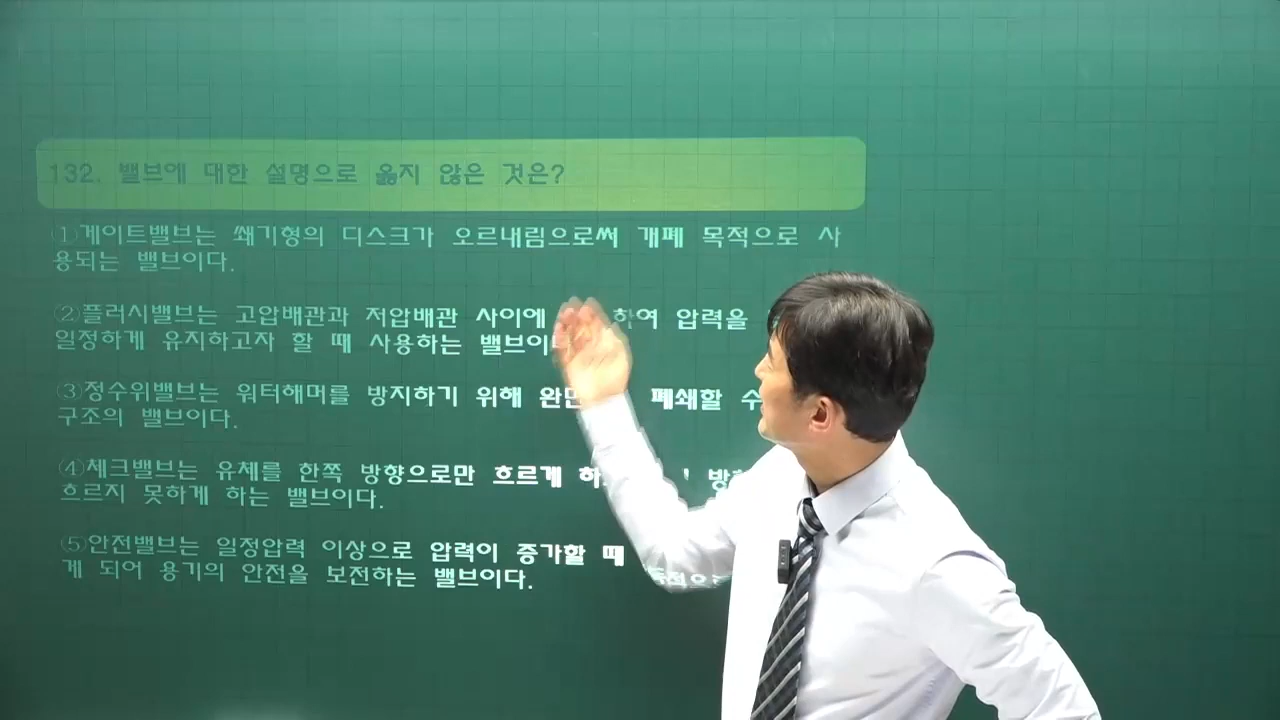 132. 밸브에 대한 설명으로 옳지 않은 것은?
①게이트밸브는 쐐기형의 디스크가 오르내림으로써 개폐 목적으로 사
용되는 밸브이다.
②플러시밸브는 고압배관과 저압배관 사이에 하여 압력을
일정하게 유지하고자 할 때 사용하는 밸브이다
③정수위밸브는 워터해머를 방지하기 위해 완만 폐쇄할 수
구조의 밸브이다.
④체크밸브는 유체를 한쪽 방향으로만 흐르게 하
흐르지 못하게 하는 밸브이다.
⑤안전밸브는 일정압력 이상으로 압력이 증가할 때
게 되어 용기의 안전을 보전하는 밸브이다.